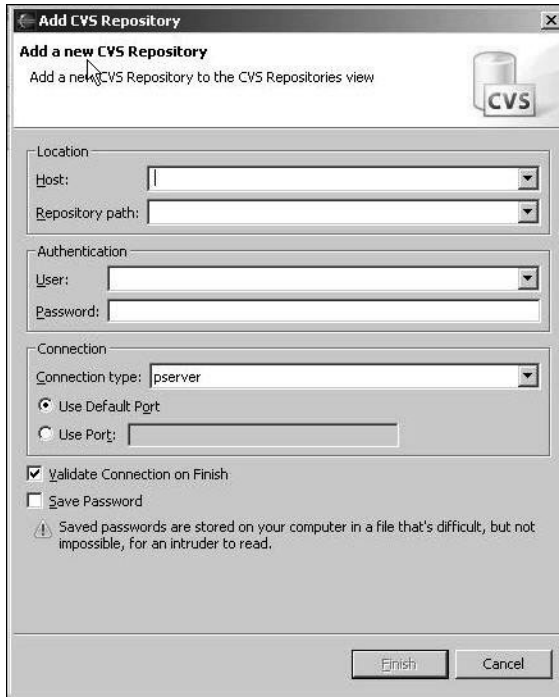 Add CVS Repository
Add a new CVS Repository
Add a new CVS Repository to the CVS Repositories view
CVS
Location
Host:
Repository path:
Authentication
User:
Password:
Connection
Connection type: pserver
Use Default Port
Use Port:
Validate Connection on Finish
Save Password
Saved passwords are stored on your computer in a file that's difficult, but not
impossible, for an intruder to read.
Finish Cancel